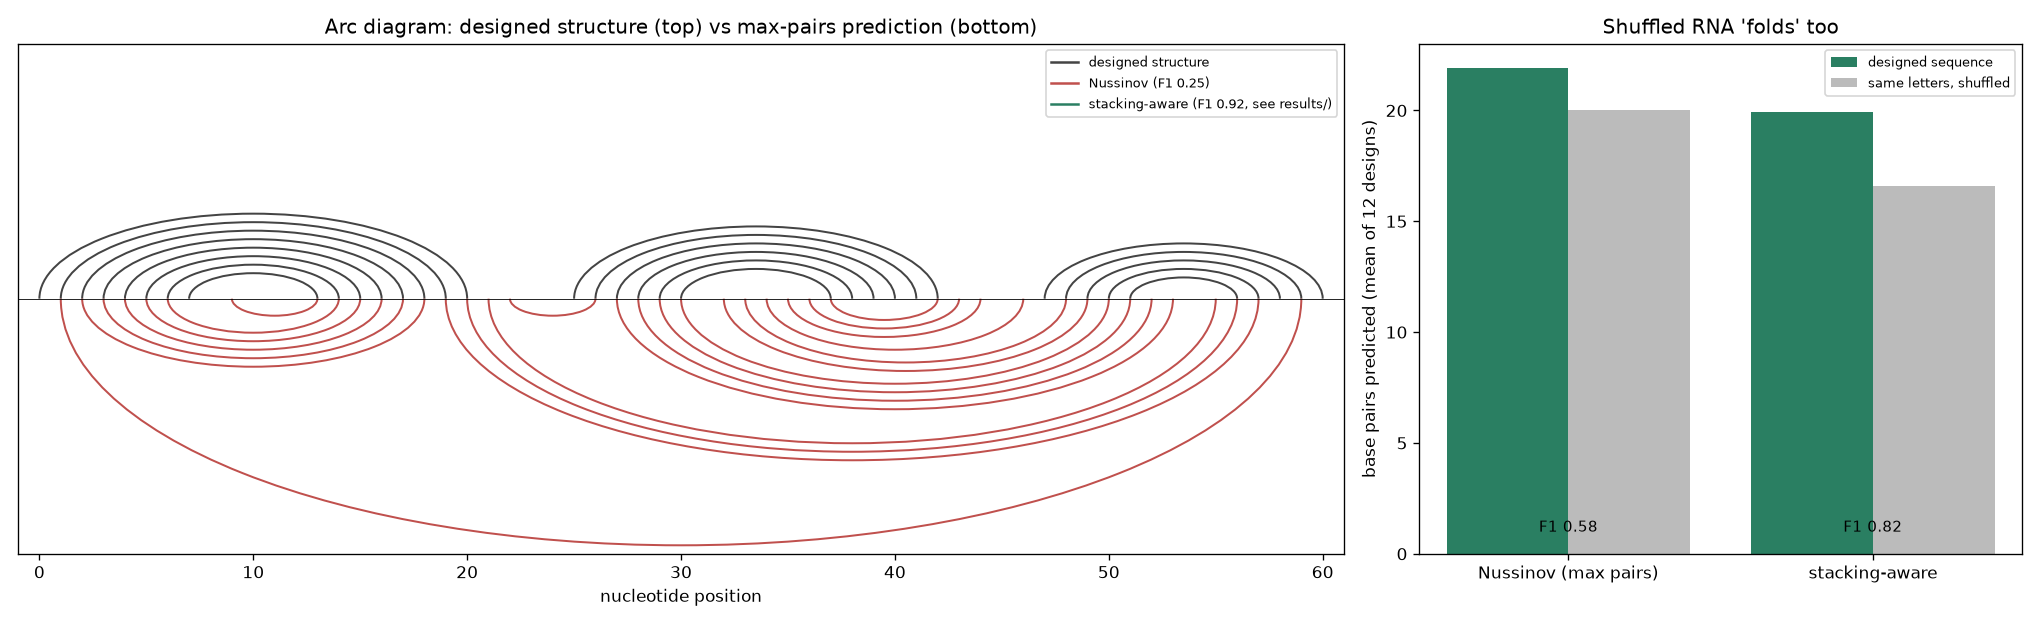 Arc diagram: designed structure (top) vs max-pairs prediction (bottom)
designed structure
Nussinov (F1 0.25)
stacking-aware (F1 0.92, see results/)
0 10 20 30 40 50 60
nucleotide position
Shuffled RNA 'folds' too
designed sequence
same letters, shuffled
base pairs predicted (mean of 12 designs)
20
15
10
5
0
F1 0.58 F1 0.82
Nussinov (max pairs) stacking-aware